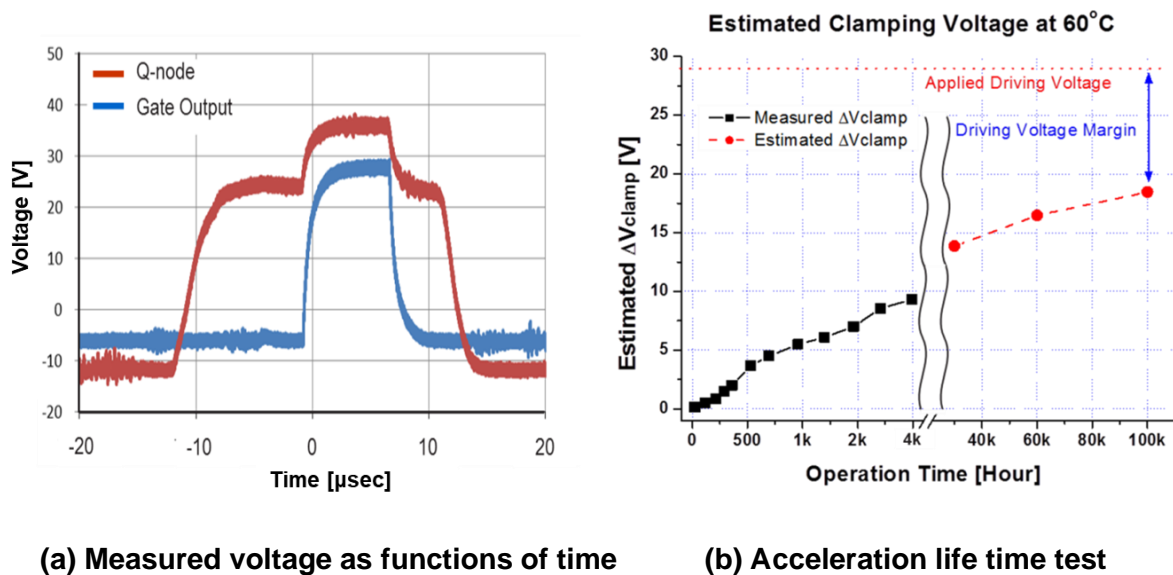 Q-node
Gate Output
50
40
30
20
10
0
-10
-20
Voltage [V]
-20
-10
0
10
20
Time [µsec]
(a) Measured voltage as functions of time
Estimated Clamping Voltage at 60°C
30
25
20
15
10
5
0
Estimated ΔVclamp [V]
Applied Driving Voltage
Measured ΔVclamp
Estimated ΔVclamp
Driving Voltage Margin
0 500 1k 2k 4k 40k 60k 80k 100k
Operation Time [Hour]
(b) Acceleration life time test